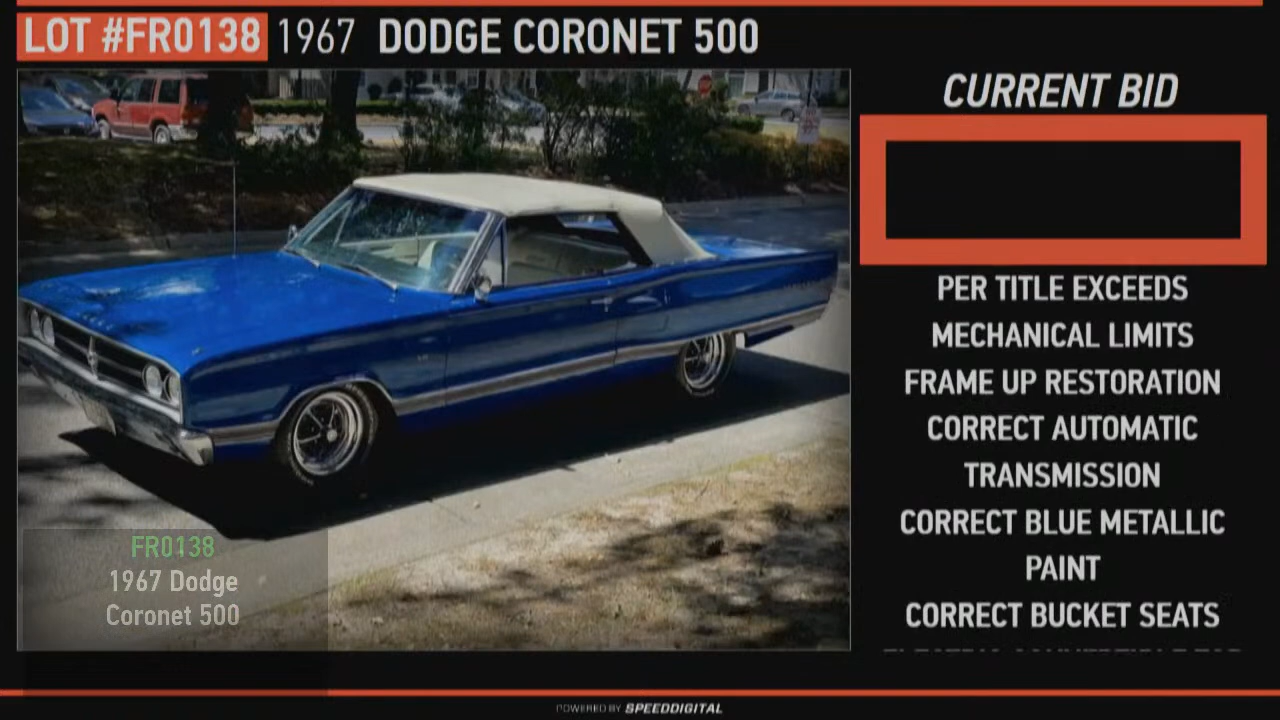 LOT #FR0138 1967 DODGE CORONET 500
CURRENT BID
PER TITLE EXCEEDS
MECHANICAL LIMITS
FRAME UP RESTORATION
CORRECT AUTOMATIC
TRANSMISSION
CORRECT BLUE METALLIC
PAINT
CORRECT BUCKET SEATS
FR0138
1967 Dodge
Coronet 500
POWERED BY SPEEDDIGITAL